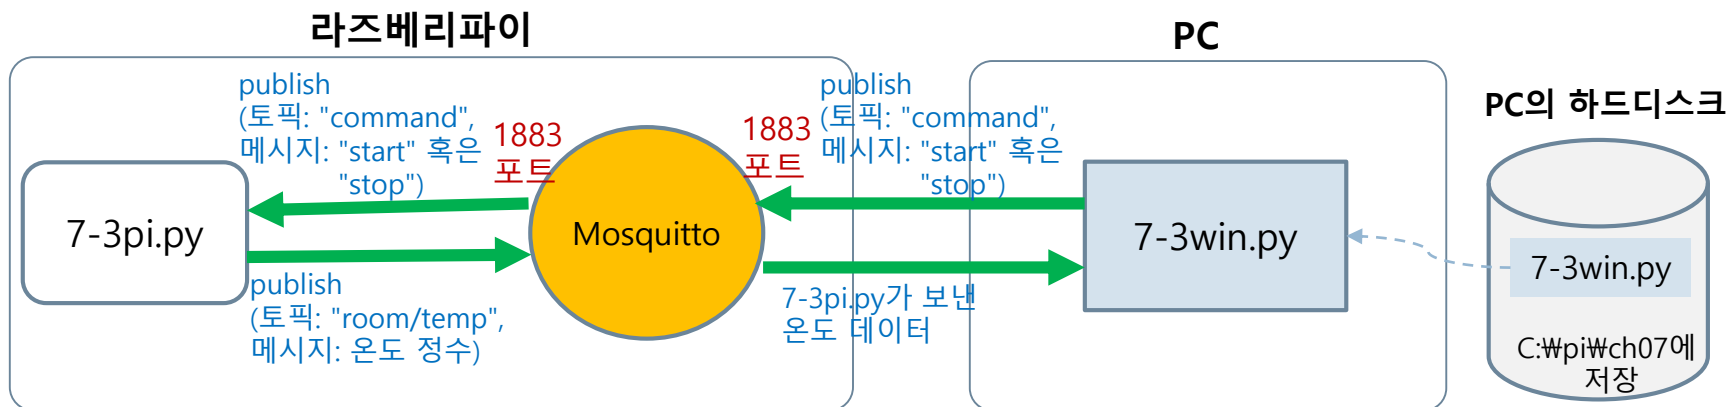 라즈베리파이
publish
(토픽: "command",
메시지: "start" 혹은
"stop")
1883
포트
7-3pi.py
Mosquitto
publish
(토픽: "room/temp",
메시지: 온도 정수)
PC
1883
포트
publish
(토픽: "command",
메시지: "start" 혹은
"stop")
7-3win.py
7-3pi.py가 보낸
온도 데이터
PC의 하드디스크
7-3win.py
C:₩pi₩ch07에
저장